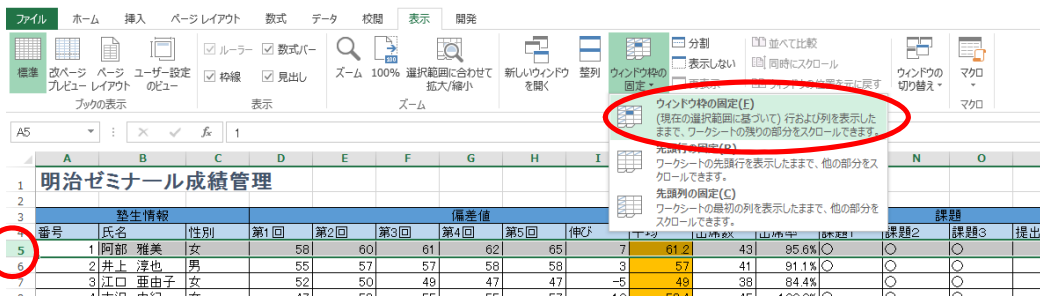 ファイル ホーム 挿入 ページ レイアウト 数式 データ 校閲 表示 開発
標準 改ページ プレビュー ページ レイアウト ユーザー設定 のビュー
ブックの表示
ルーラー 数式バー
枠線 見出し
表示
ズーム 100% 選択範囲に合わせて 拡大/縮小
ズーム
新しいウィンドウ を開く 整列 ウィンドウ枠の 固定
分割
表示しない
並べて比較
同時にスクロール
ウィンドウの 切り替え マクロ
マクロ
ウィンドウ枠の固定(F)
(現在の選択範囲に基づいて) 行および列を表示した
まま、ワークシートの残りの部分をスクロールできます。
先頭行の固定(R)
ワークシートの先頭行を表示したままで、他の部分をス
クロールできます。
先頭列の固定(C)
ワークシートの最初の列を表示したままで、他の部分を
スクロールできます。
A5 fx 1
A B C D E F G H I N O
1 明治ゼミナール成績管理
2
3 塾生情報 偏差値 課題
番号 氏名 性別 第1回 第2回 第3回 第4回 第5回 伸び 課題2 課題3
5 1 阿部 雅美 女 58 60 61 62 65 7 61.2 43 95.6% ○ ○ ○
6 2 井上 淳也 男 55 57 57 58 58 3 57 41 91.1% ○ ○ ○
7 3 江口 亜由子 女 52 50 49 47 47 -5 49 38 84.4% ○ ○